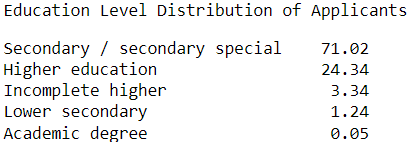 Education Level Distribution of Applicants
Secondary / secondary special 71.02
Higher education 24.34
Incomplete higher 3.34
Lower secondary 1.24
Academic degree 0.05